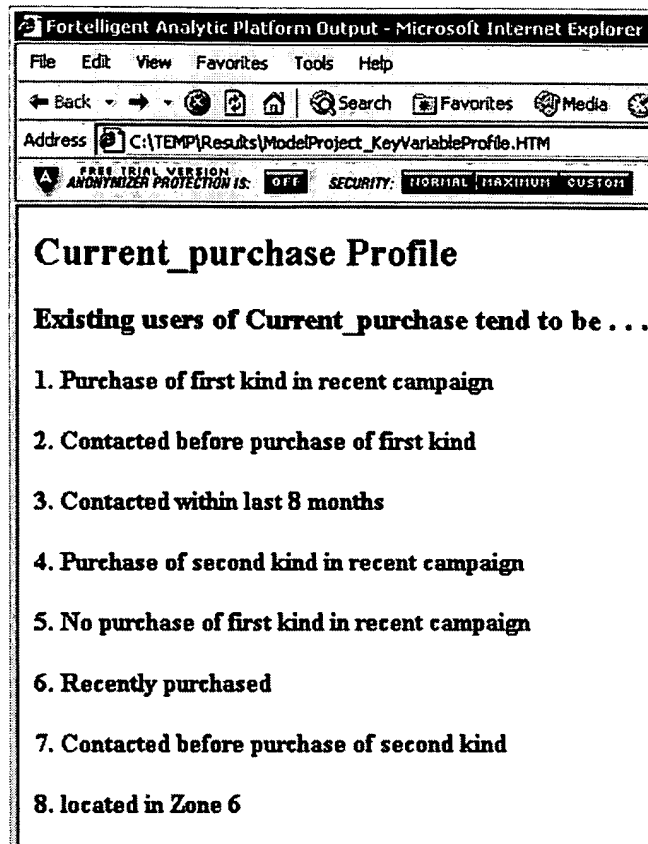 Fortelligent Analytic Platform Output - Microsoft Internet Explorer
File Edit View Favorites Tools Help
Back Search Favorites Media
Address C:\TEMP\Results\ModelProject_KeyVariableProfile.HTM
FREE TRIAL VERSION
ANONYMIZER PROTECTION IS: OFF SECURITY: NORMAL MAXIMUM CUSTOM
Current_purchase Profile
Existing users of Current_purchase tend to be . . .
1. Purchase of first kind in recent campaign
2. Contacted before purchase of first kind
3. Contacted within last 8 months
4. Purchase of second kind in recent campaign
5. No purchase of first kind in recent campaign
6. Recently purchased
7. Contacted before purchase of second kind
8. located in Zone 6